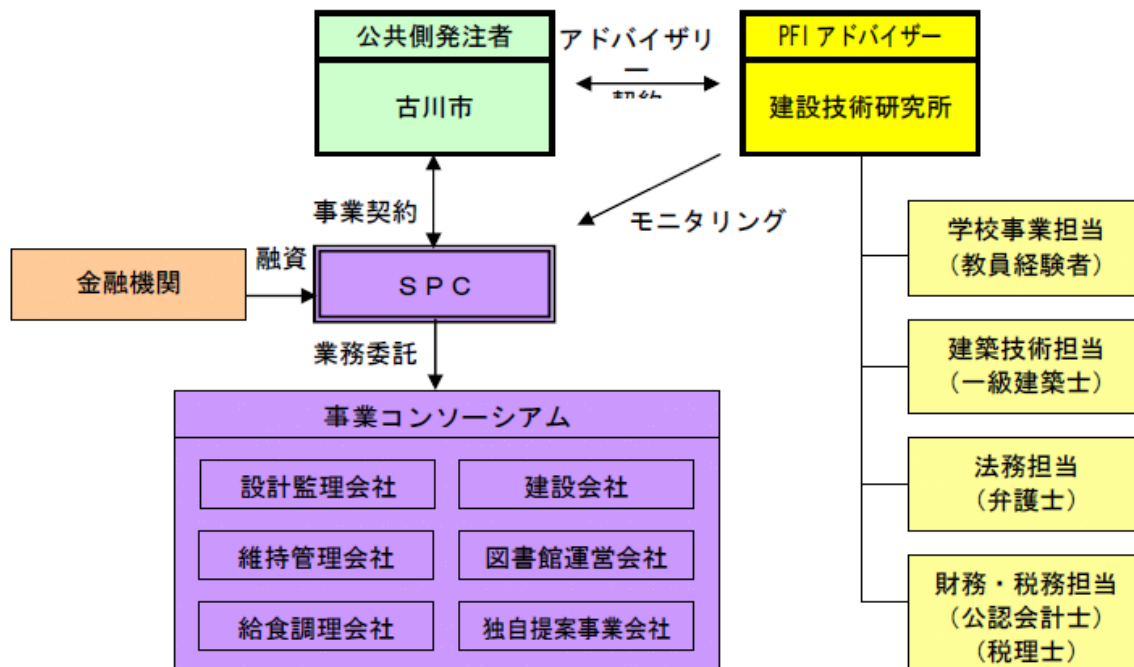 公共側発注者
古川市
アドバイザリ
ー
契約
PFI アドバイザー
建設技術研究所
事業契約
モニタリング
金融機関
融資
ＳＰＣ
業務委託
事業コンソーシアム
設計監理会社
建設会社
維持管理会社
図書館運営会社
給食調理会社
独自提案事業会社
学校事業担当
（教員経験者）
建築技術担当
（一級建築士）
法務担当
（弁護士）
財務・税務担当
（公認会計士）
（税理士）